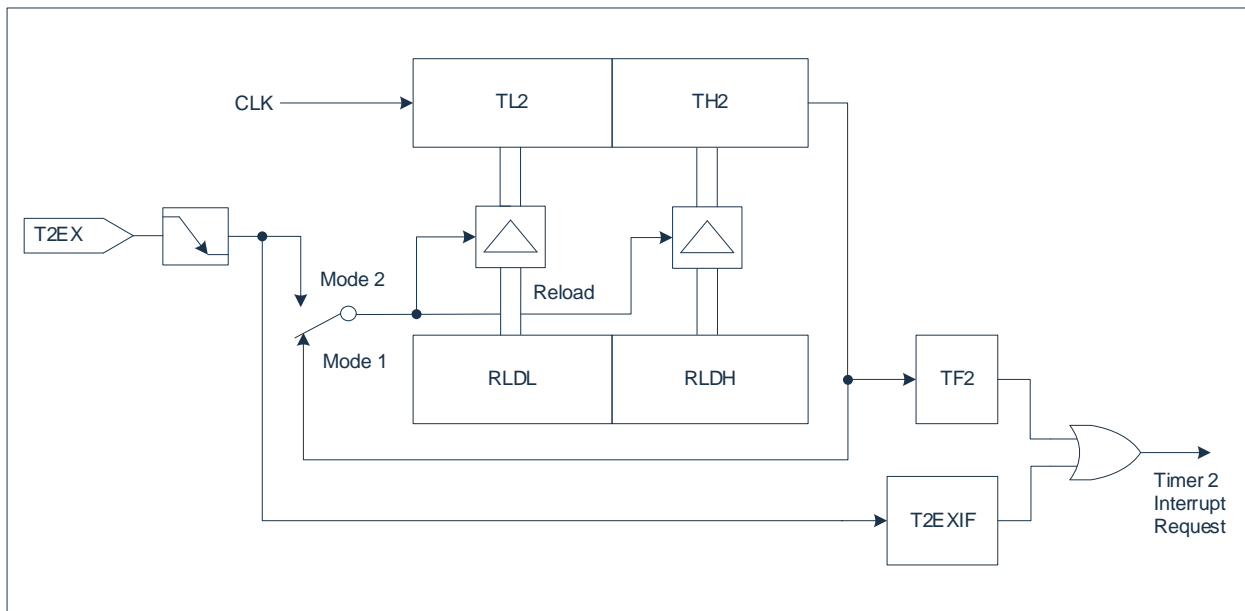 TL2
TH2
CLK
T2EX
Mode 2
Reload
Mode 1
RLDL
RLDH
TF2
T2EXIF
Timer 2
Interrupt
Request